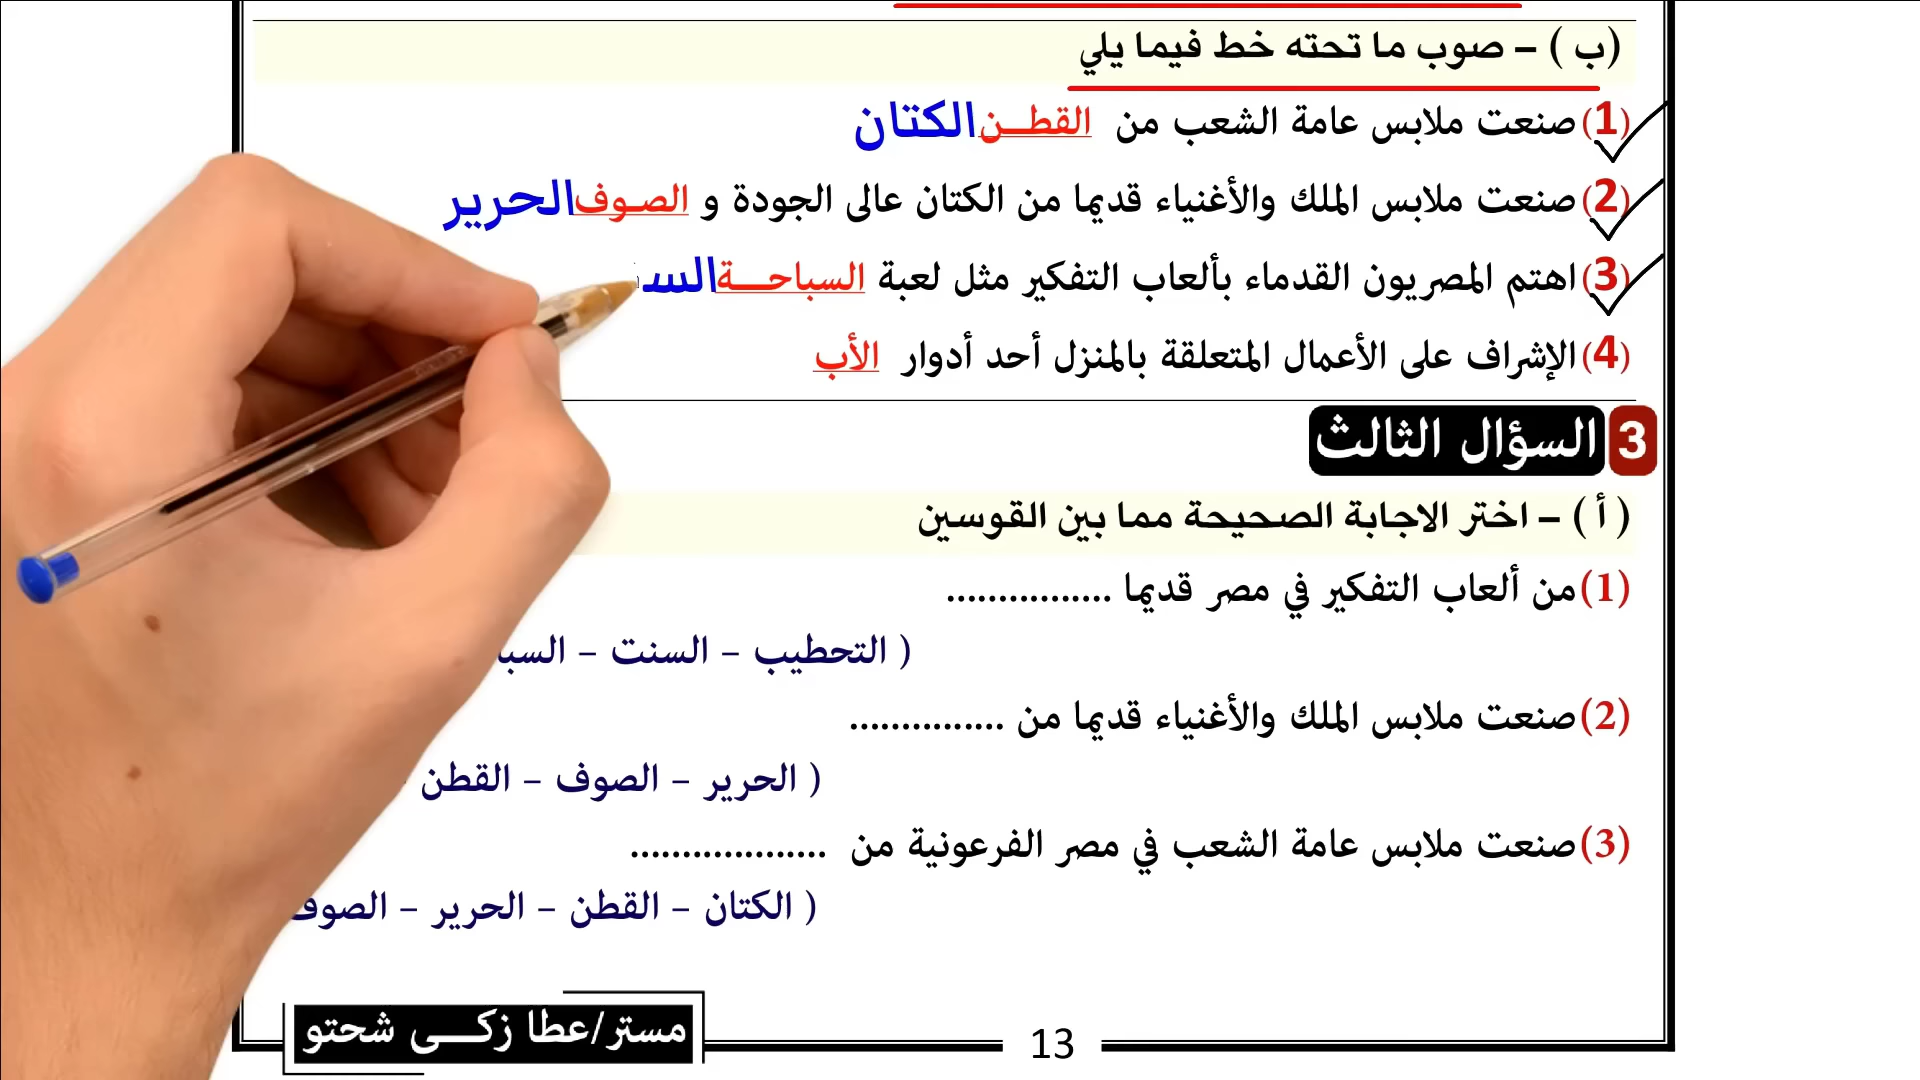 (ب) – صوب ما تحته خط فيما يلي
(1) صنعت ملابس عامة الشعب من القطن الكتان
(2) صنعت ملابس الملك والأغنياء قديما من الكتان عالى الجودة و الصوف الحرير
(3) اهتم المصريون القدماء بألعاب التفكير مثل لعبة السباحة
(4) الإشراف على الأعمال المتعلقة بالمنزل أحد أدوار الأب
3 السؤال الثالث
(أ) – اختر الاجابة الصحيحة مما بين القوسين
(1) من ألعاب التفكير في مصر قديما ................
( التحطيب – السنت –
(2) صنعت ملابس الملك والأغنياء قديما من ...............
( الحرير – الصوف – القطن –
(3) صنعت ملابس عامة الشعب في مصر الفرعونية من ...................
( الكتان – القطن – الحرير – الصوف
مستر/عطا زكى شحتو
13